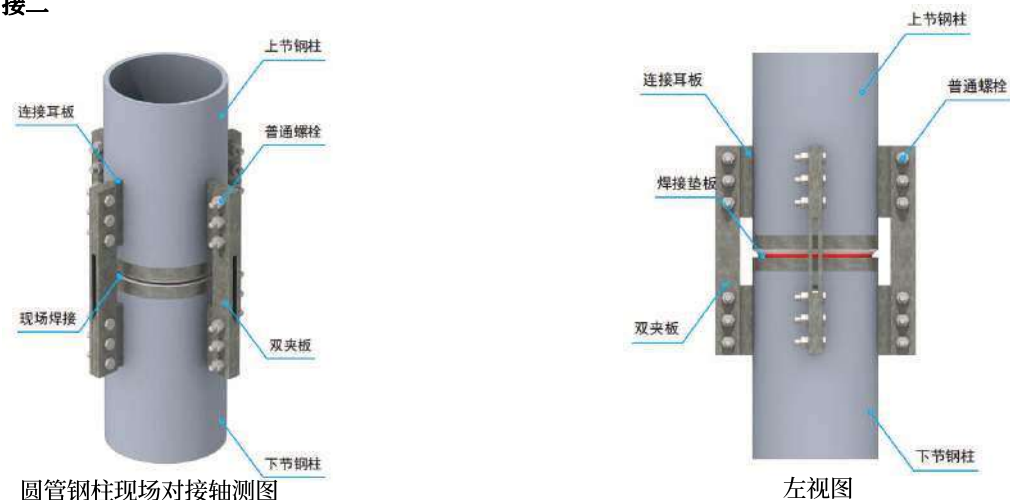 接二
上节钢柱
连接耳板
普通螺栓
现场焊接
双夹板
下节钢柱
圆管钢柱现场对接轴测图
上节钢柱
连接耳板
普通螺栓
焊接垫板
双夹板
下节钢柱
左视图